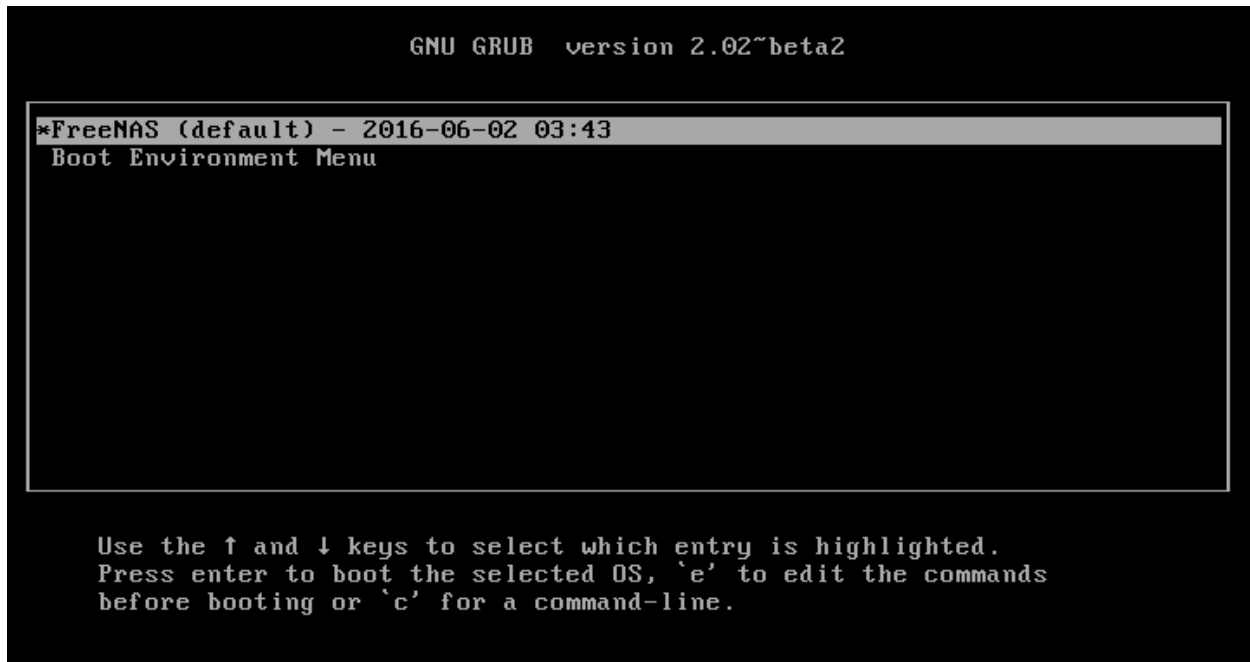 GNU GRUB  version 2.02~beta2
*FreeNAS (default) - 2016-06-02 03:43
Boot Environment Menu
Use the ↑ and ↓ keys to select which entry is highlighted.
Press enter to boot the selected OS, `e' to edit the commands
before booting or `c' for a command-line.